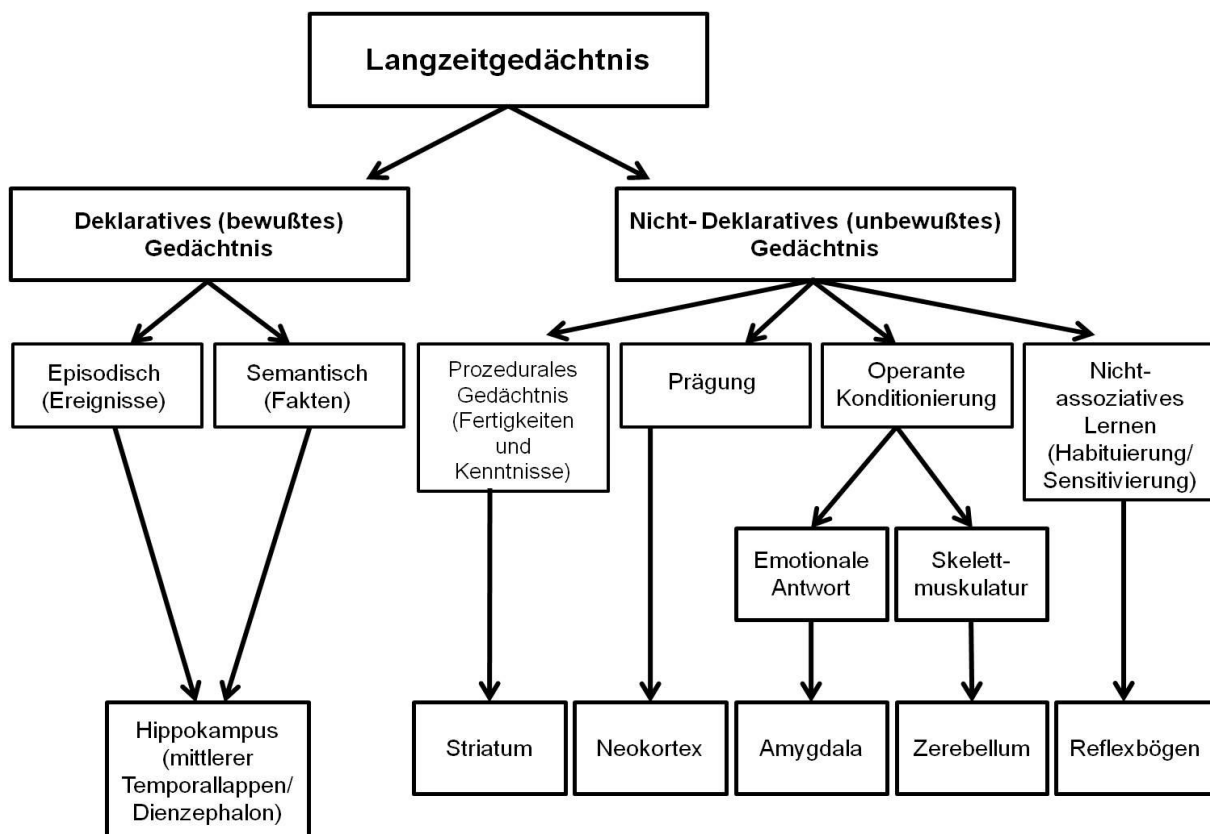 Langzeitgedächtnis
Deklaratives (bewußtes)
Gedächtnis
Nicht- Deklaratives (unbewußtes)
Gedächtnis
Episodisch
(Ereignisse)
Semantisch
(Fakten)
Prozedurales
Gedächtnis
(Fertigkeiten
und
Kenntnisse)
Prägung
Operante
Konditionierung
Nicht-
assoziatives
Lernen
(Habituierung/
Sensitivierung)
Emotionale
Antwort
Skelett-
muskulatur
Hippokampus
(mittlerer
Temporallappen/
Dienzephalon)
Striatum
Neokortex
Amygdala
Zerebellum
Reflexbögen